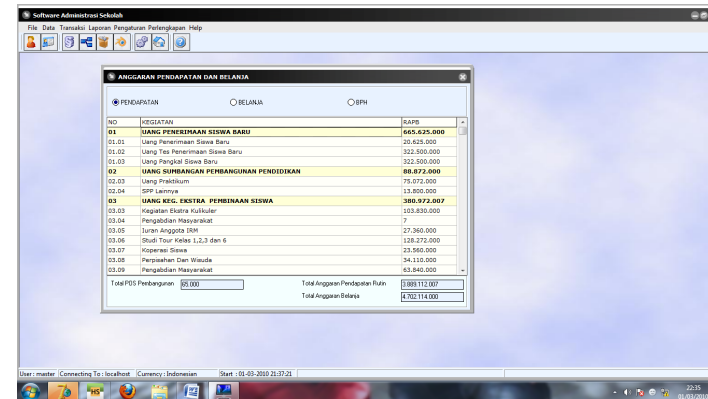 Software Administrasi Sekolah
File Data Transaksi Laporan Pengaturan Perlengkapan Help
ANGGARAN PENDAPATAN DAN BELANJA
PENDAPATAN BELANJA BPH
NO KEGIATAN RAPB
01 UANG PENERIMAAN SISWA BARU 665.625.000
01.01 Uang Penerimaan Siswa Baru 20.625.000
01.02 Uang Tes Penerimaan Siswa Baru 322.500.000
01.03 Uang Pangkal Siswa Baru 322.500.000
02 UANG SUMBANGAN PEMBANGUNAN PENDIDIKAN 88.872.000
02.03 Uang Praktikum 75.072.000
02.04 SPP Lainnya 13.800.000
03 UANG KEG. EKSTRA PEMBINAAN SISWA 380.972.007
03.03 Kegiatan Ekstra Kulikuler 103.830.000
03.04 Pengabdian Masyarakat 7
03.05 Iuran Anggota IRM 27.360.000
03.06 Studi Tour Kelas 1,2,3 dan 6 128.272.000
03.07 Koperasi Siswa 23.560.000
03.08 Perpisahan Dan Wisuda 34.110.000
03.09 Pengabdian Masyarakat 63.840.000
Total PDS Pembangunan 65.000 Total Anggaran Pendapatan Rutin 3.889.112.007
Total Anggaran Belanja 4.702.114.000
User : master Connecting To : localhost Currency : Indonesian Start : 01-03-2010 21:37:21
HS
22:35
01/03/2010